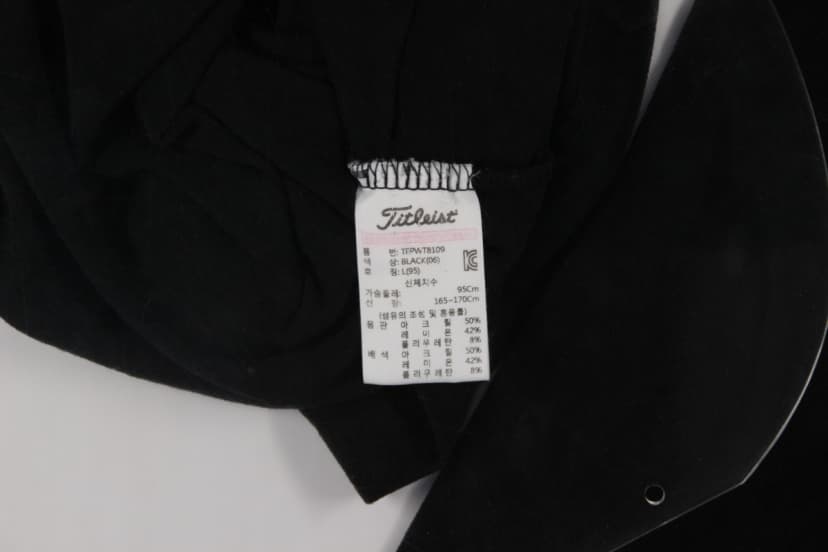 Titleist
품 번: TFPWT8109
색 상: BLACK(06)
호 칭: L(95)
신체치수
가슴둘레: 95Cm
신 장: 165~170Cm
(섬유의 조성 및 혼용률)
몸 판 아 크 릴 50%
레 이 온 42%
폴 리 우 레 탄 8%
배 색 아 크 릴 50%
레 이 온 42%
폴 리 우 레 탄 8%